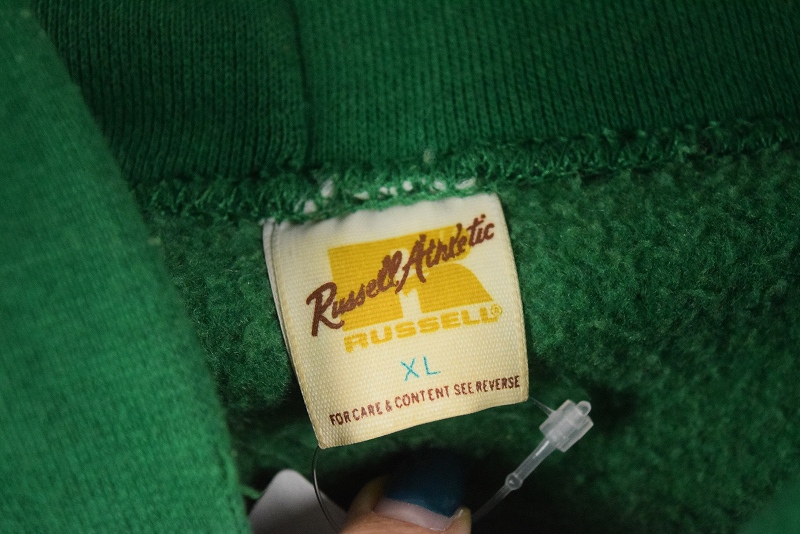 Russell Athletic
RUSSELL®
XL
FOR CARE & CONTENT SEE REVERSE